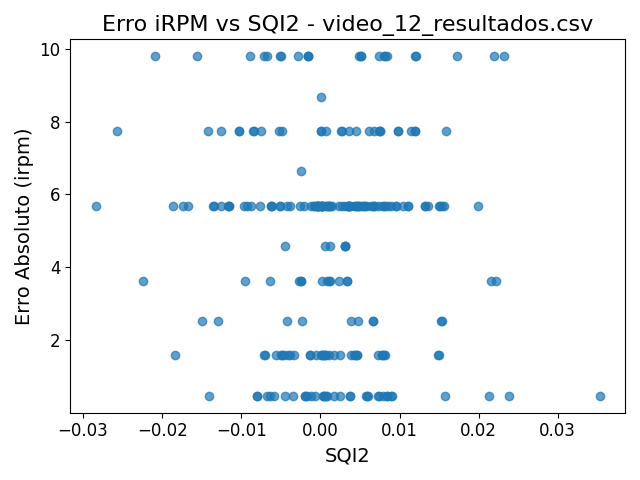 Erro iRPM vs SQI2 - video_12_resultados.csv
Erro Absoluto (irpm)
10
8
6
4
2
−0.03 −0.02 −0.01 0.00 0.01 0.02 0.03
SQI2